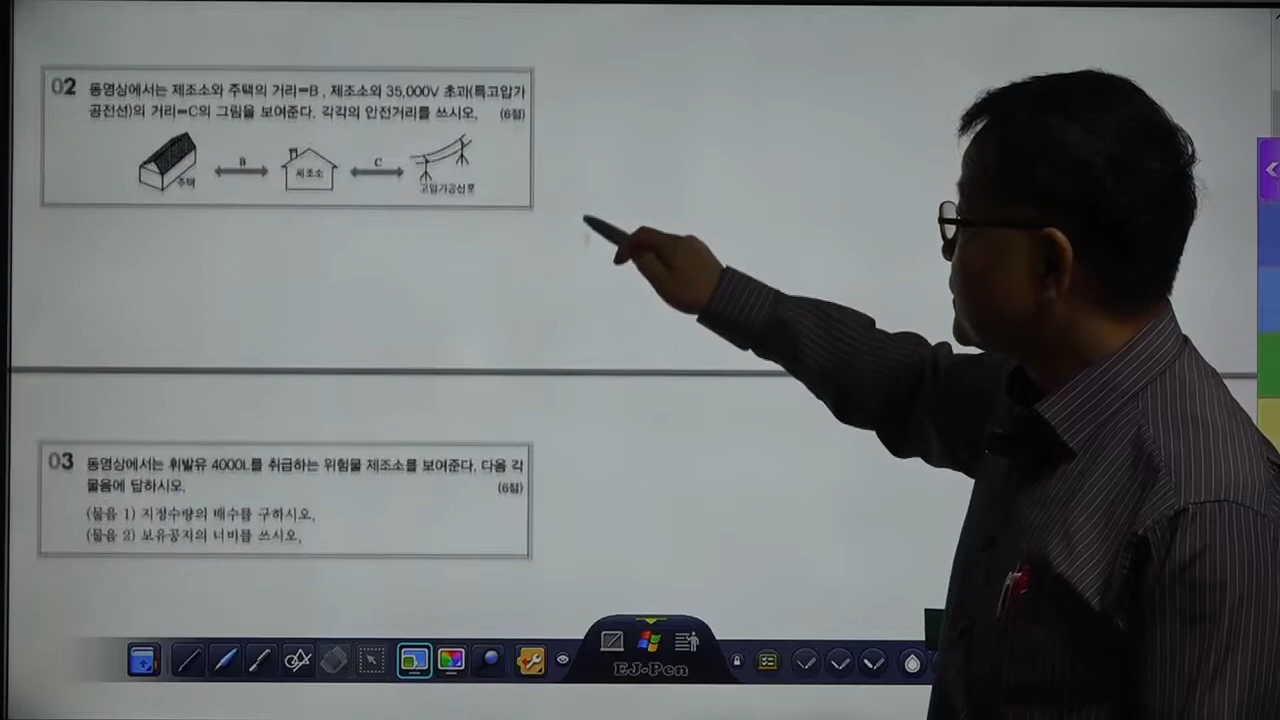 02 동영상에서는 제조소와 주택의 거리=B, 제조소와 35,000V 초과(특고압가
공전선)의 거리=C의 그림을 보여준다. 각각의 안전거리를 쓰시오. (6점)
B
C
주택
제조소
고압가공전선로
03 동영상에서는 휘발유 4000L를 취급하는 위험물 제조소를 보여준다. 다음 각
물음에 답하시오. (6점)
(물음 1) 지정수량의 배수를 구하시오.
(물음 2) 보유공지의 너비를 쓰시오.
EJ-Pen